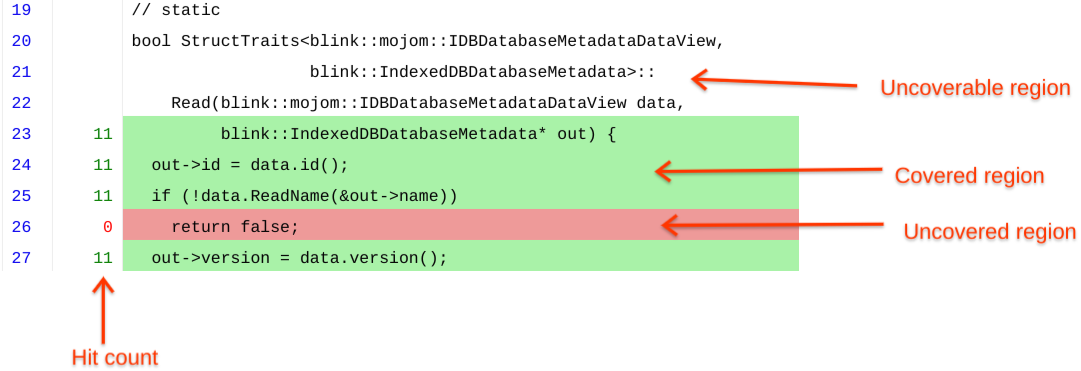 19 // static
20 bool StructTraits<blink::mojom::IDBDatabaseMetadataDataView,
21 blink::IndexedDBDatabaseMetadata>::
Uncoverable region
22 Read(blink::mojom::IDBDatabaseMetadataDataView data,
23 11 blink::IndexedDBDatabaseMetadata* out) {
24 11 out->id = data.id();
Covered region
25 11 if (!data.ReadName(&out->name))
26 0 return false;
Uncovered region
27 11 out->version = data.version();
Hit count